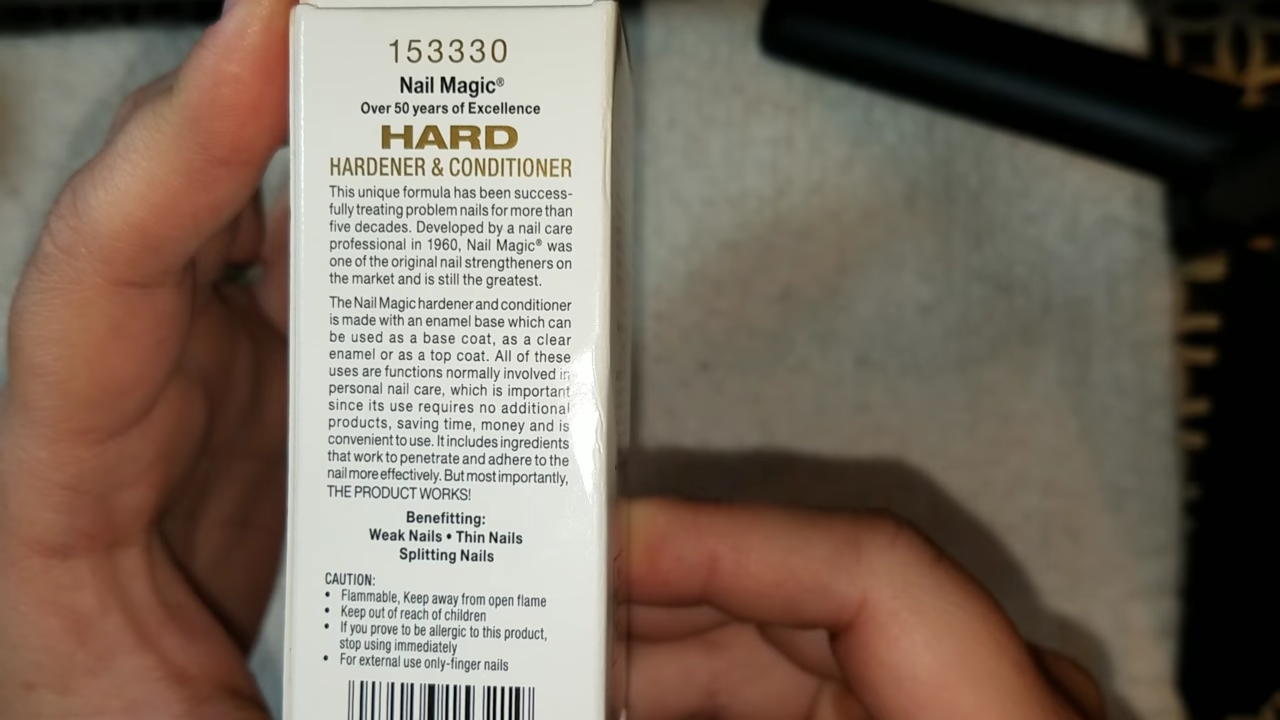 153330
Nail Magic®
Over 50 years of Excellence
HARD
HARDENER & CONDITIONER
This unique formula has been success-
fully treating problem nails for more than
five decades. Developed by a nail care
professional in 1960, Nail Magic® was
one of the original nail strengtheners on
the market and is still the greatest.
The Nail Magic hardener and conditioner
is made with an enamel base which can
be used as a base coat, as a clear
enamel or as a top coat. All of these
uses are functions normally involved in
personal nail care, which is important
since its use requires no additional
products, saving time, money and is
convenient to use. It includes ingredients
that work to penetrate and adhere to the
nail more effectively. But most importantly,
THE PRODUCT WORKS!
Benefitting:
Weak Nails • Thin Nails
Splitting Nails
CAUTION:
• Flammable, Keep away from open flame
• Keep out of reach of children
• If you prove to be allergic to this product,
stop using immediately
• For external use only-finger nails